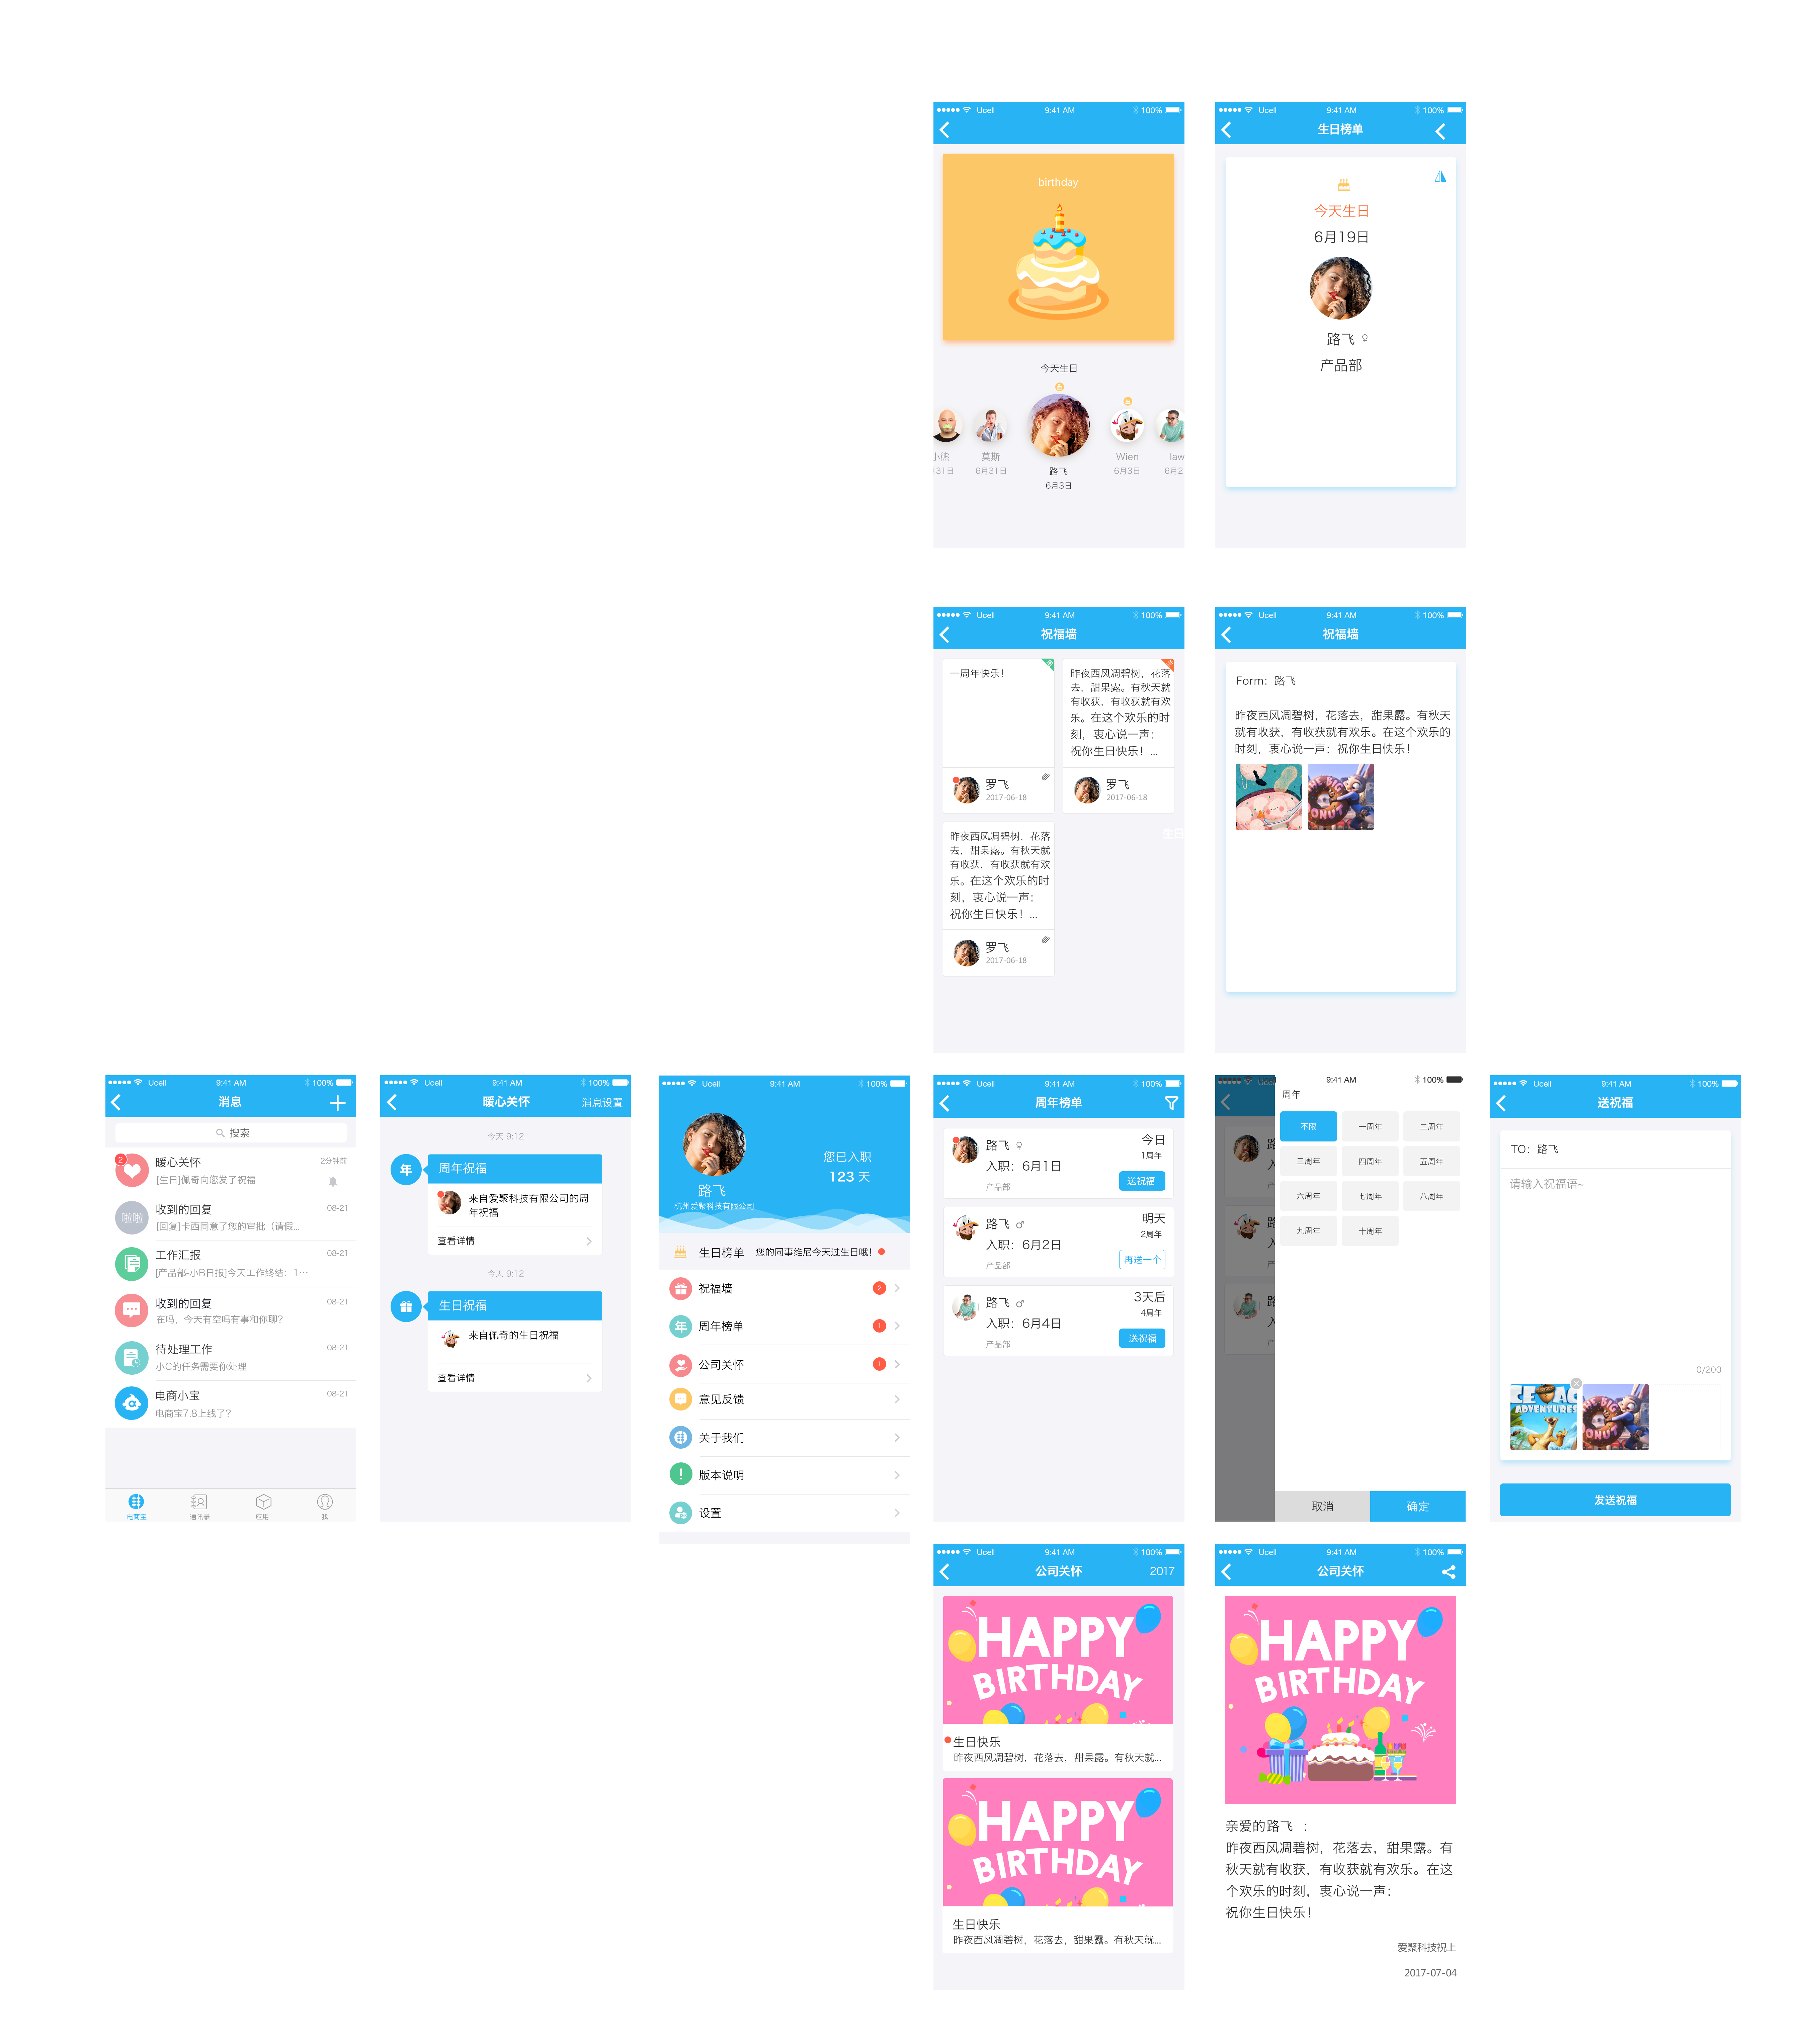 Ucell 9:41 AM 100%
birthday
今天生日
小熊
莫斯
路飞
Wien
law
31日
6月31日
6月3日
6月3日
6月2
Ucell 9:41 AM 100%
生日榜单
今天生日
6月19日
路飞
产品部
Ucell 9:41 AM 100%
祝福墙
一周年快乐！
罗飞
2017-06-18
昨夜西风凋碧树，花落
去，甜果露。有秋天就
有收获，有收获就有欢
乐。在这个欢乐的时
刻，衷心说一声：
祝你生日快乐！...
罗飞
2017-06-18
生日
昨夜西风凋碧树，花落
去，甜果露。有秋天就
有收获，有收获就有欢
乐。在这个欢乐的时
刻，衷心说一声：
祝你生日快乐！...
罗飞
2017-06-18
Ucell 9:41 AM 100%
祝福墙
Form：路飞
昨夜西风凋碧树，花落去，甜果露。有秋天
就有收获，有收获就有欢乐。在这个欢乐的
时刻，衷心说一声：祝你生日快乐！
THE BIG
DONUT
Ucell 9:41 AM 100%
消息
搜索
2
暖心关怀 2分钟前
[生日]佩奇向您发了祝福
啦啦
收到的回复 08-21
[回复]卡西同意了您的审批（请假...
工作汇报 08-21
[产品部-小B日报]今天工作终结：1···
收到的回复 08-21
在吗，今天有空吗有事和你聊？
待处理工作 08-21
小C的任务需要你处理
电商小宝 08-21
电商宝7.8上线了？
电商宝 通讯录 应用 我
Ucell 9:41 AM 100%
暖心关怀 消息设置
今天 9:12
年
周年祝福
来自爱聚科技有限公司的周
年祝福
查看详情
今天 9:12
生日祝福
来自佩奇的生日祝福
查看详情
Ucell 9:41 AM 100%
您已入职
123 天
路飞
杭州爱聚科技有限公司
生日榜单 您的同事维尼今天过生日哦！
祝福墙 2
年 周年榜单 1
公司关怀 1
意见反馈
关于我们
版本说明
设置
Ucell 9:41 AM 100%
周年榜单
路飞 今日
入职：6月1日 1周年
产品部 送祝福
路飞 明天
入职：6月2日 2周年
产品部 再送一个
路飞 3天后
入职：6月4日 4周年
产品部 送祝福
9:41 AM 100%
周年
不限 一周年 二周年
三周年 四周年 五周年
六周年 七周年 八周年
九周年 十周年
取消 确定
Ucell 9:41 AM 100%
送祝福
TO：路飞
请输入祝福语~
0/200
ADVENTURES
THE BIG
DONUT
发送祝福
Ucell 9:41 AM 100%
公司关怀 2017
HAPPY
BIRTHDAY
生日快乐
昨夜西风凋碧树，花落去，甜果露。有秋天就...
HAPPY
BIRTHDAY
生日快乐
昨夜西风凋碧树，花落去，甜果露。有秋天就...
Ucell 9:41 AM 100%
公司关怀
HAPPY
BIRTHDAY
亲爱的路飞 ：
昨夜西风凋碧树，花落去，甜果露。有
秋天就有收获，有收获就有欢乐。在这
个欢乐的时刻，衷心说一声：
祝你生日快乐！
爱聚科技祝上
2017-07-04